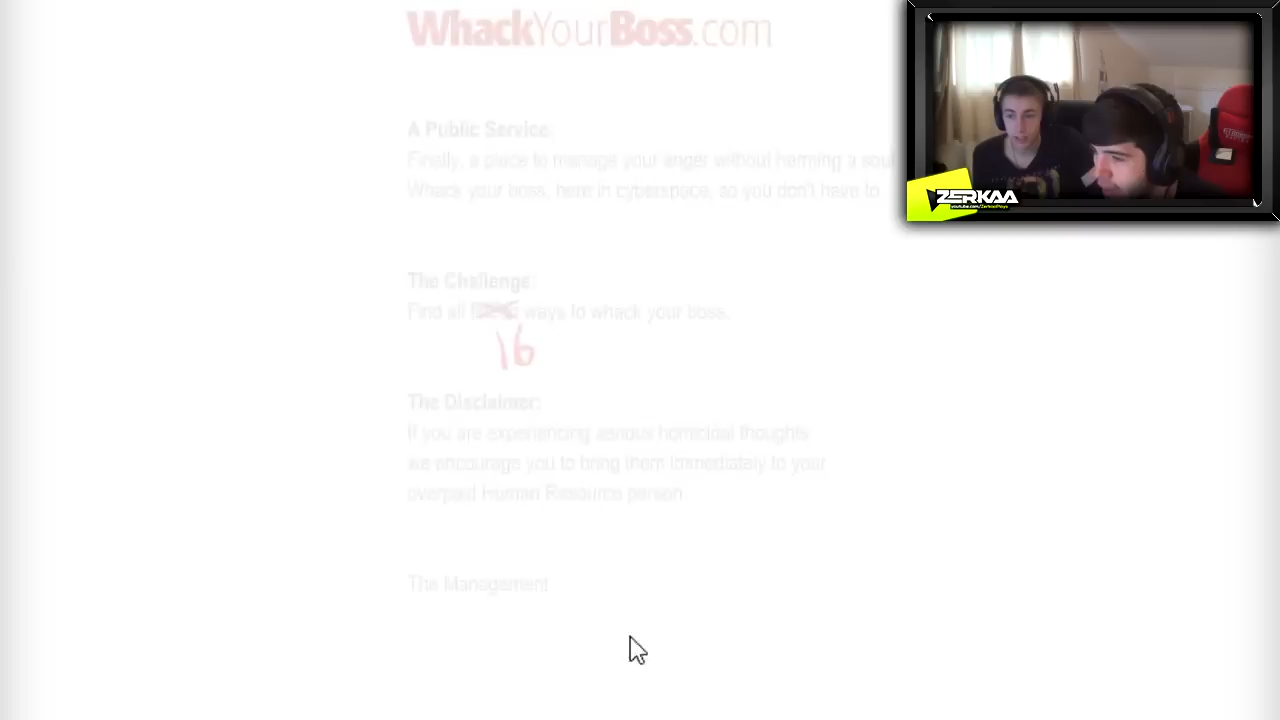 WhackYourBoss.com
A Public Service:
Finally, a place to manage your anger without harming a soul
Whack your boss, here in cyberspace, so you don't have to
ZERKAA
youtube.com/ZerkaaPlays
The Challenge:
Find all ways to whack your boss.
16
The Disclaimer:
If you are experiencing serious homicidal thoughts
we encourage you to bring them immediately to your
overpaid Human Resource person
The Management